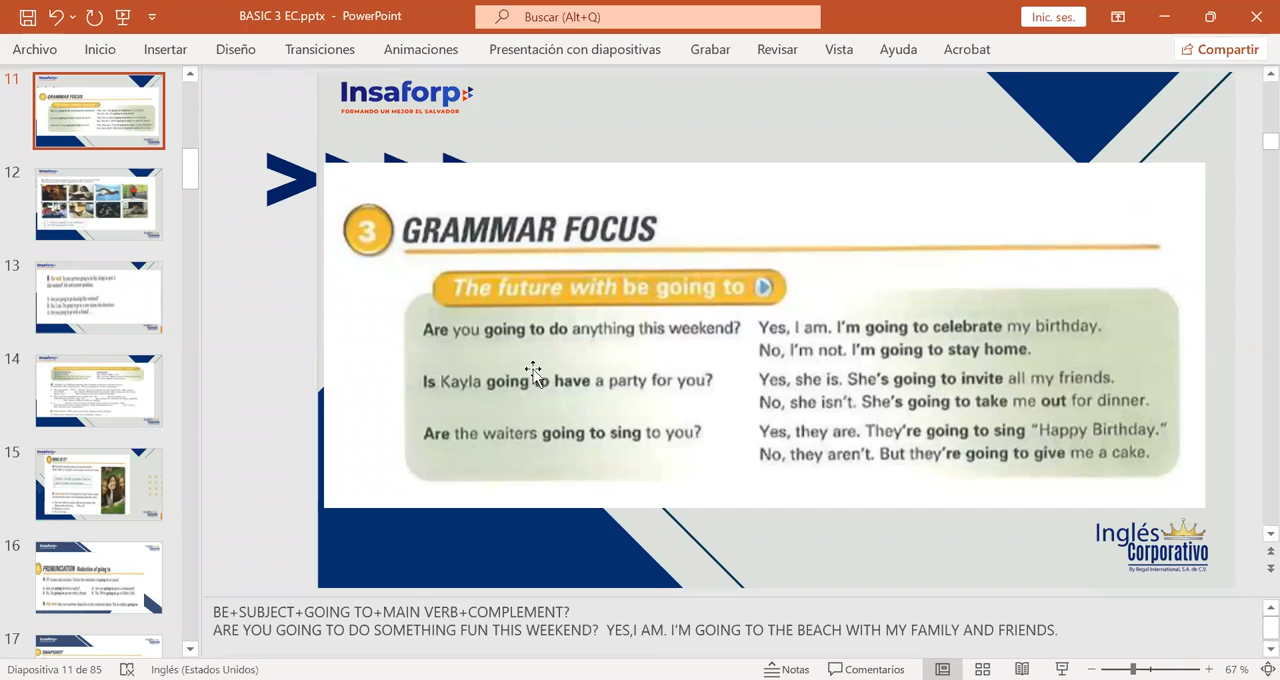 BASIC 3 EC.pptx - PowerPoint
Buscar (Alt+Q)
Inic. ses.
Archivo Inicio Insertar Diseño Transiciones Animaciones Presentación con diapositivas Grabar Revisar Vista Ayuda Acrobat Compartir
11
12
13
14
15
16
17
Insaforp
FORMANDO UN MEJOR EL SALVADOR
3 GRAMMAR FOCUS
The future with be going to
Are you going to do anything this weekend? Yes, I am. I'm going to celebrate my birthday.
No, I'm not. I'm going to stay home.
Is Kayla going to have a party for you? Yes, she is. She's going to invite all my friends.
No, she isn't. She's going to take me out for dinner.
Are the waiters going to sing to you? Yes, they are. They're going to sing “Happy Birthday.”
No, they aren't. But they're going to give me a cake.
Inglés
Corporativo
By Regal International, S.A. de C.V.
BE+SUBJECT+GOING TO+MAIN VERB+COMPLEMENT?
ARE YOU GOING TO DO SOMETHING FUN THIS WEEKEND? YES,I AM. I'M GOING TO THE BEACH WITH MY FAMILY AND FRIENDS.
Diapositiva 11 de 85 Inglés (Estados Unidos) Notas Comentarios 67 %